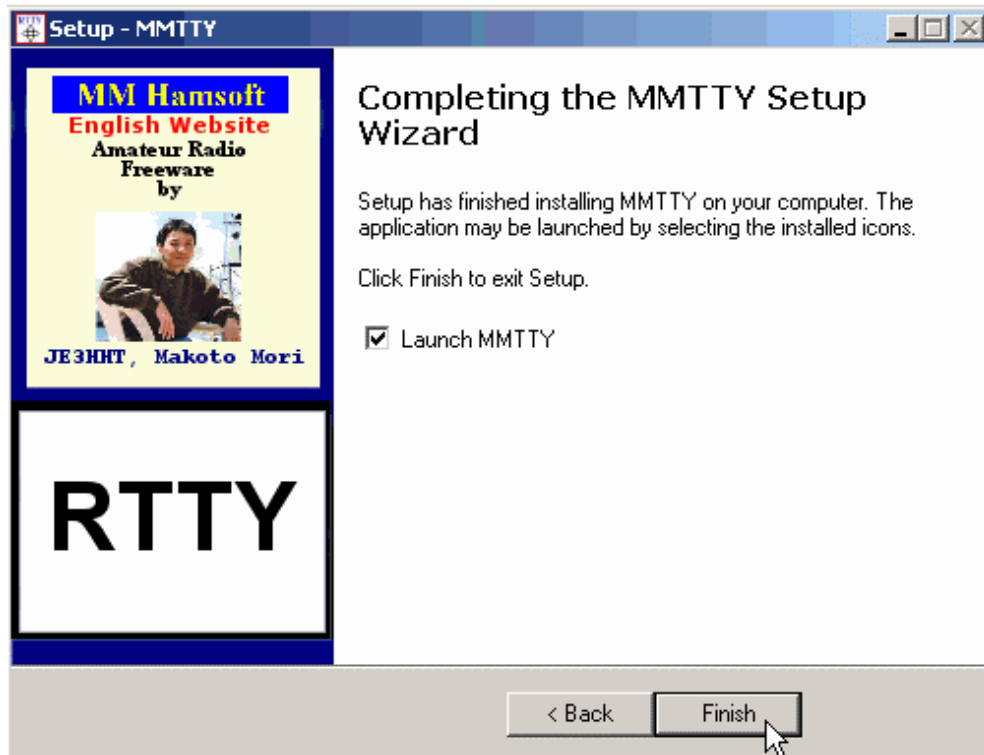 Setup - MMTTY
MM Hamsoft
English Website
Amateur Radio
Freeware
by
JE3HHT, Makoto Mori
RTTY
Completing the MMTTY Setup
Wizard
Setup has finished installing MMTTY on your computer. The
application may be launched by selecting the installed icons.
Click Finish to exit Setup.
Launch MMTTY
< Back
Finish